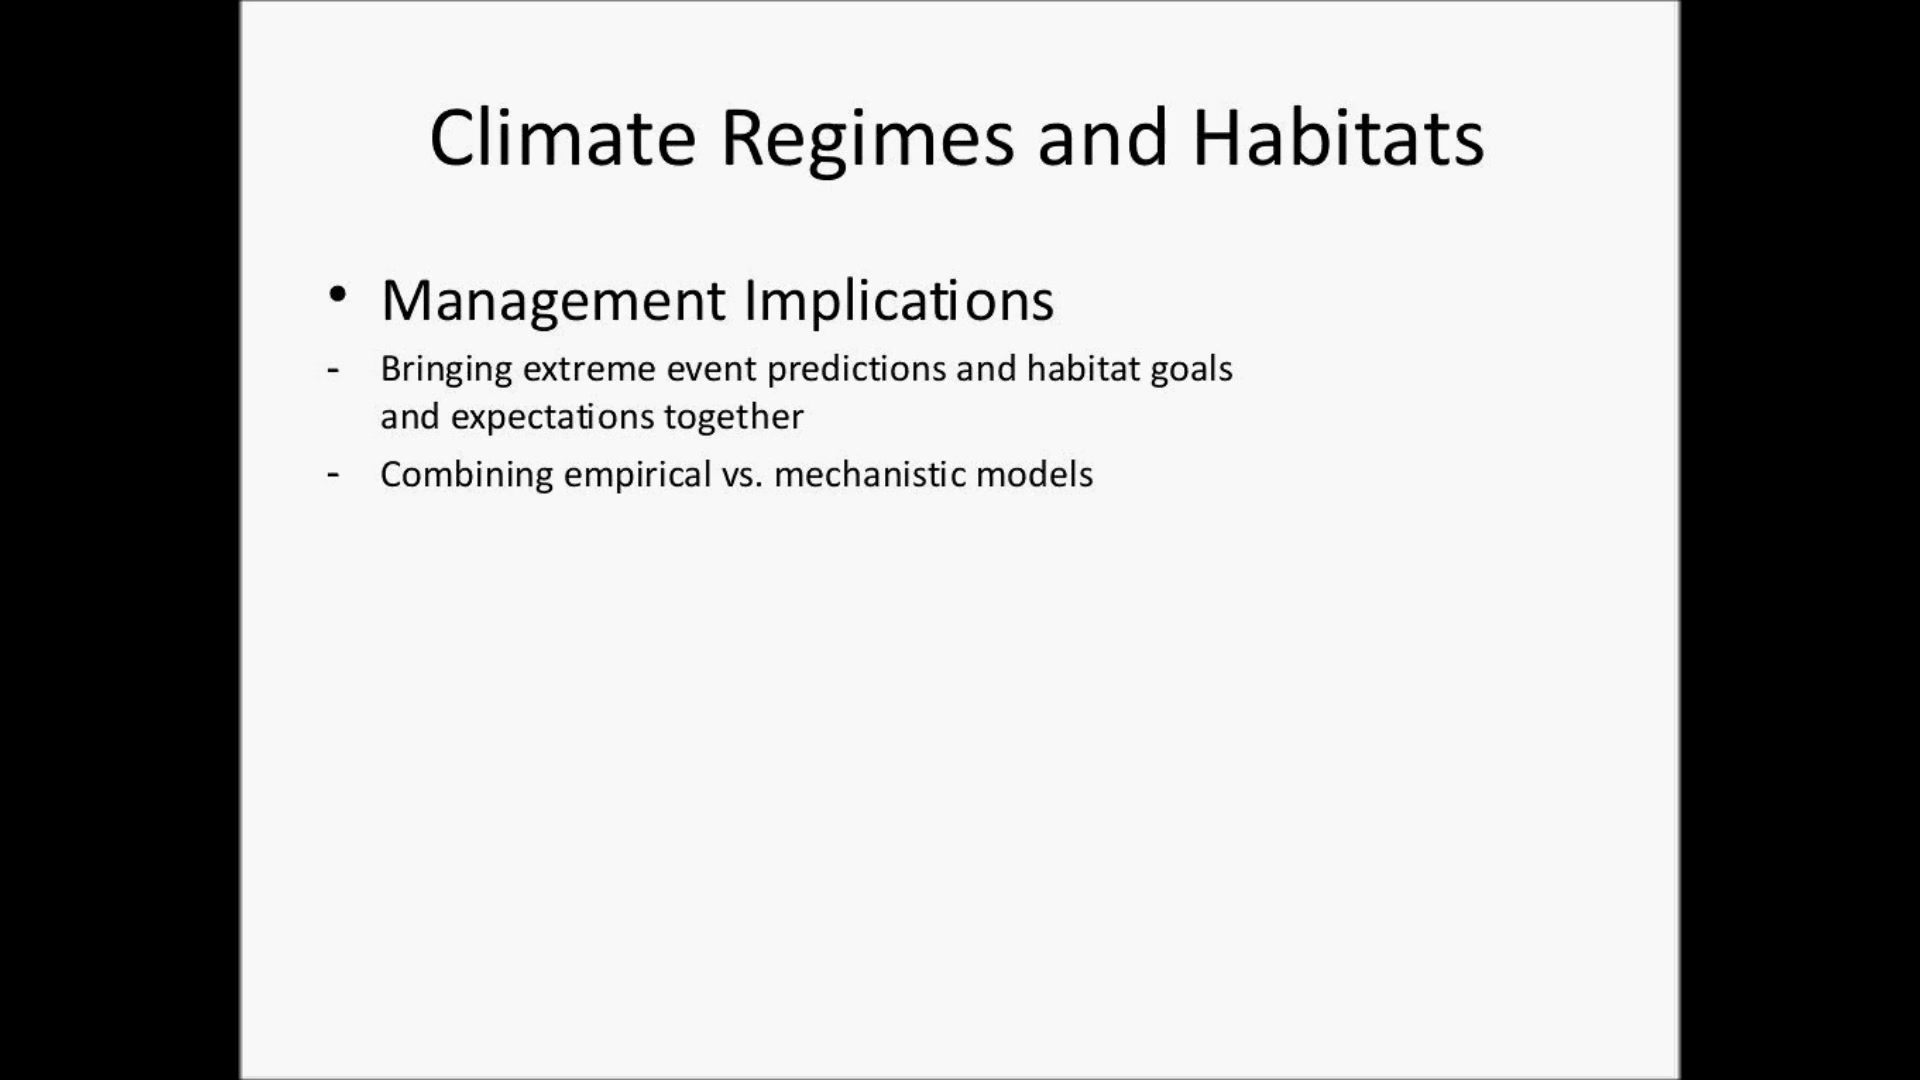 Climate Regimes and Habitats
• Management Implications
- Bringing extreme event predictions and habitat goals
and expectations together
- Combining empirical vs. mechanistic models